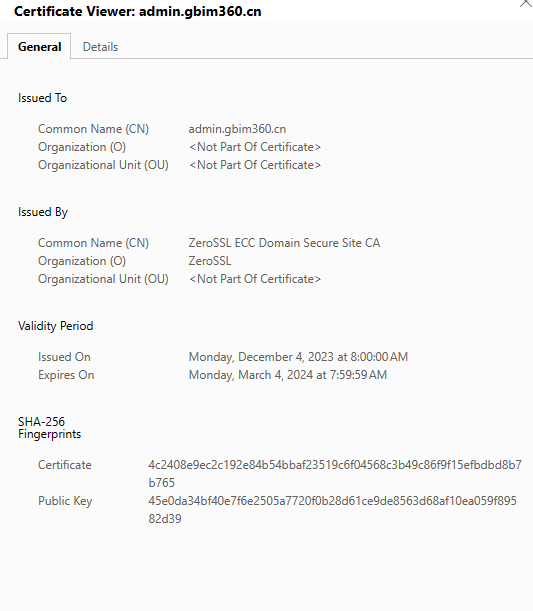 Certificate Viewer: admin.gbim360.cn
General Details
Issued To
Common Name (CN) admin.gbim360.cn
Organization (O) <Not Part Of Certificate>
Organizational Unit (OU) <Not Part Of Certificate>
Issued By
Common Name (CN) ZeroSSL ECC Domain Secure Site CA
Organization (O) ZeroSSL
Organizational Unit (OU) <Not Part Of Certificate>
Validity Period
Issued On Monday, December 4, 2023 at 8:00:00 AM
Expires On Monday, March 4, 2024 at 7:59:59 AM
SHA-256
Fingerprints
Certificate 4c2408e9ec2c192e84b54bbaf23519c6f04568c3b49c86f9f15efbdbd8b7
b765
Public Key 45e0da34bf40e7f6e2505a7720f0b28d61ce9de8563d68af10ea059f895
82d39